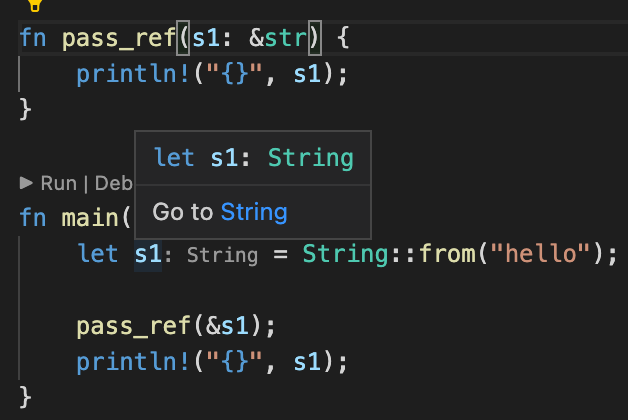 fn pass_ref(s1: &str) {
    println!("{}", s1);
}
let s1: String
Go to String
▶ Run | Deb
fn main(
    let s1: String = String::from("hello");
    pass_ref(&s1);
    println!("{}", s1);
}